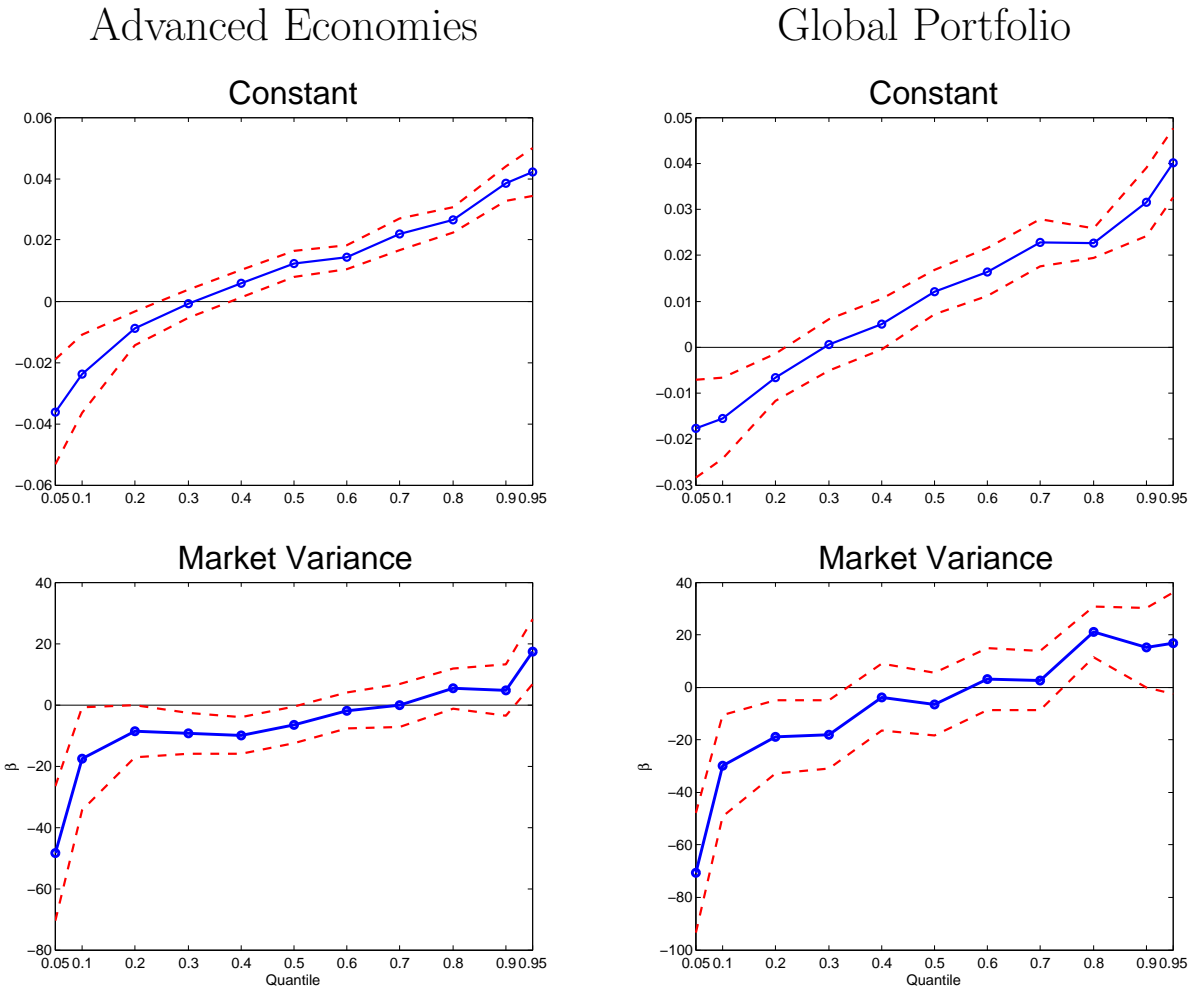 Advanced Economies
Global Portfolio
Constant
0.06
0.04
0.02
0
−0.02
−0.04
−0.06
0.05 0.1 0.2 0.3 0.4 0.5 0.6 0.7 0.8 0.9 0.95
Constant
0.05
0.04
0.03
0.02
0.01
0
−0.01
−0.02
−0.03
0.05 0.1 0.2 0.3 0.4 0.5 0.6 0.7 0.8 0.9 0.95
Market Variance
40
20
0
−20
−40
−60
−80
β
0.05 0.1 0.2 0.3 0.4 0.5 0.6 0.7 0.8 0.9 0.95
Quantile
Market Variance
40
20
0
−20
−40
−60
−80
−100
β
0.05 0.1 0.2 0.3 0.4 0.5 0.6 0.7 0.8 0.9 0.95
Quantile